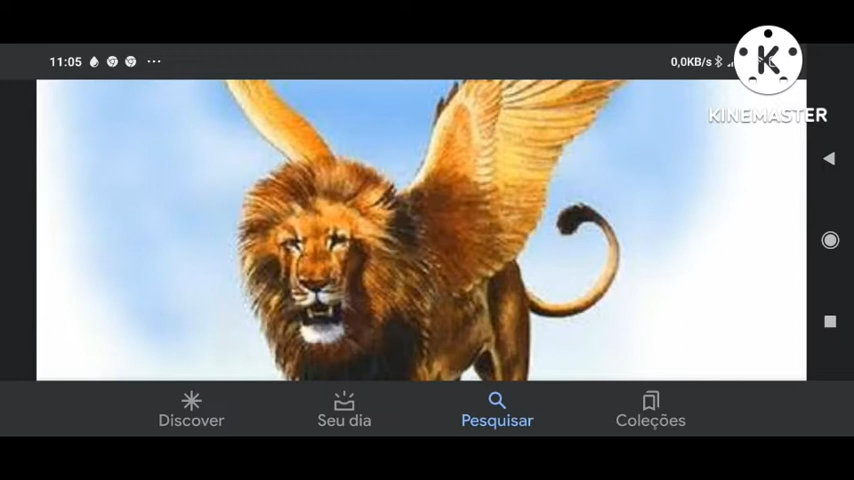 11:05
0,0KB/s
KINEMASTER
Discover
Seu dia
Pesquisar
Coleções